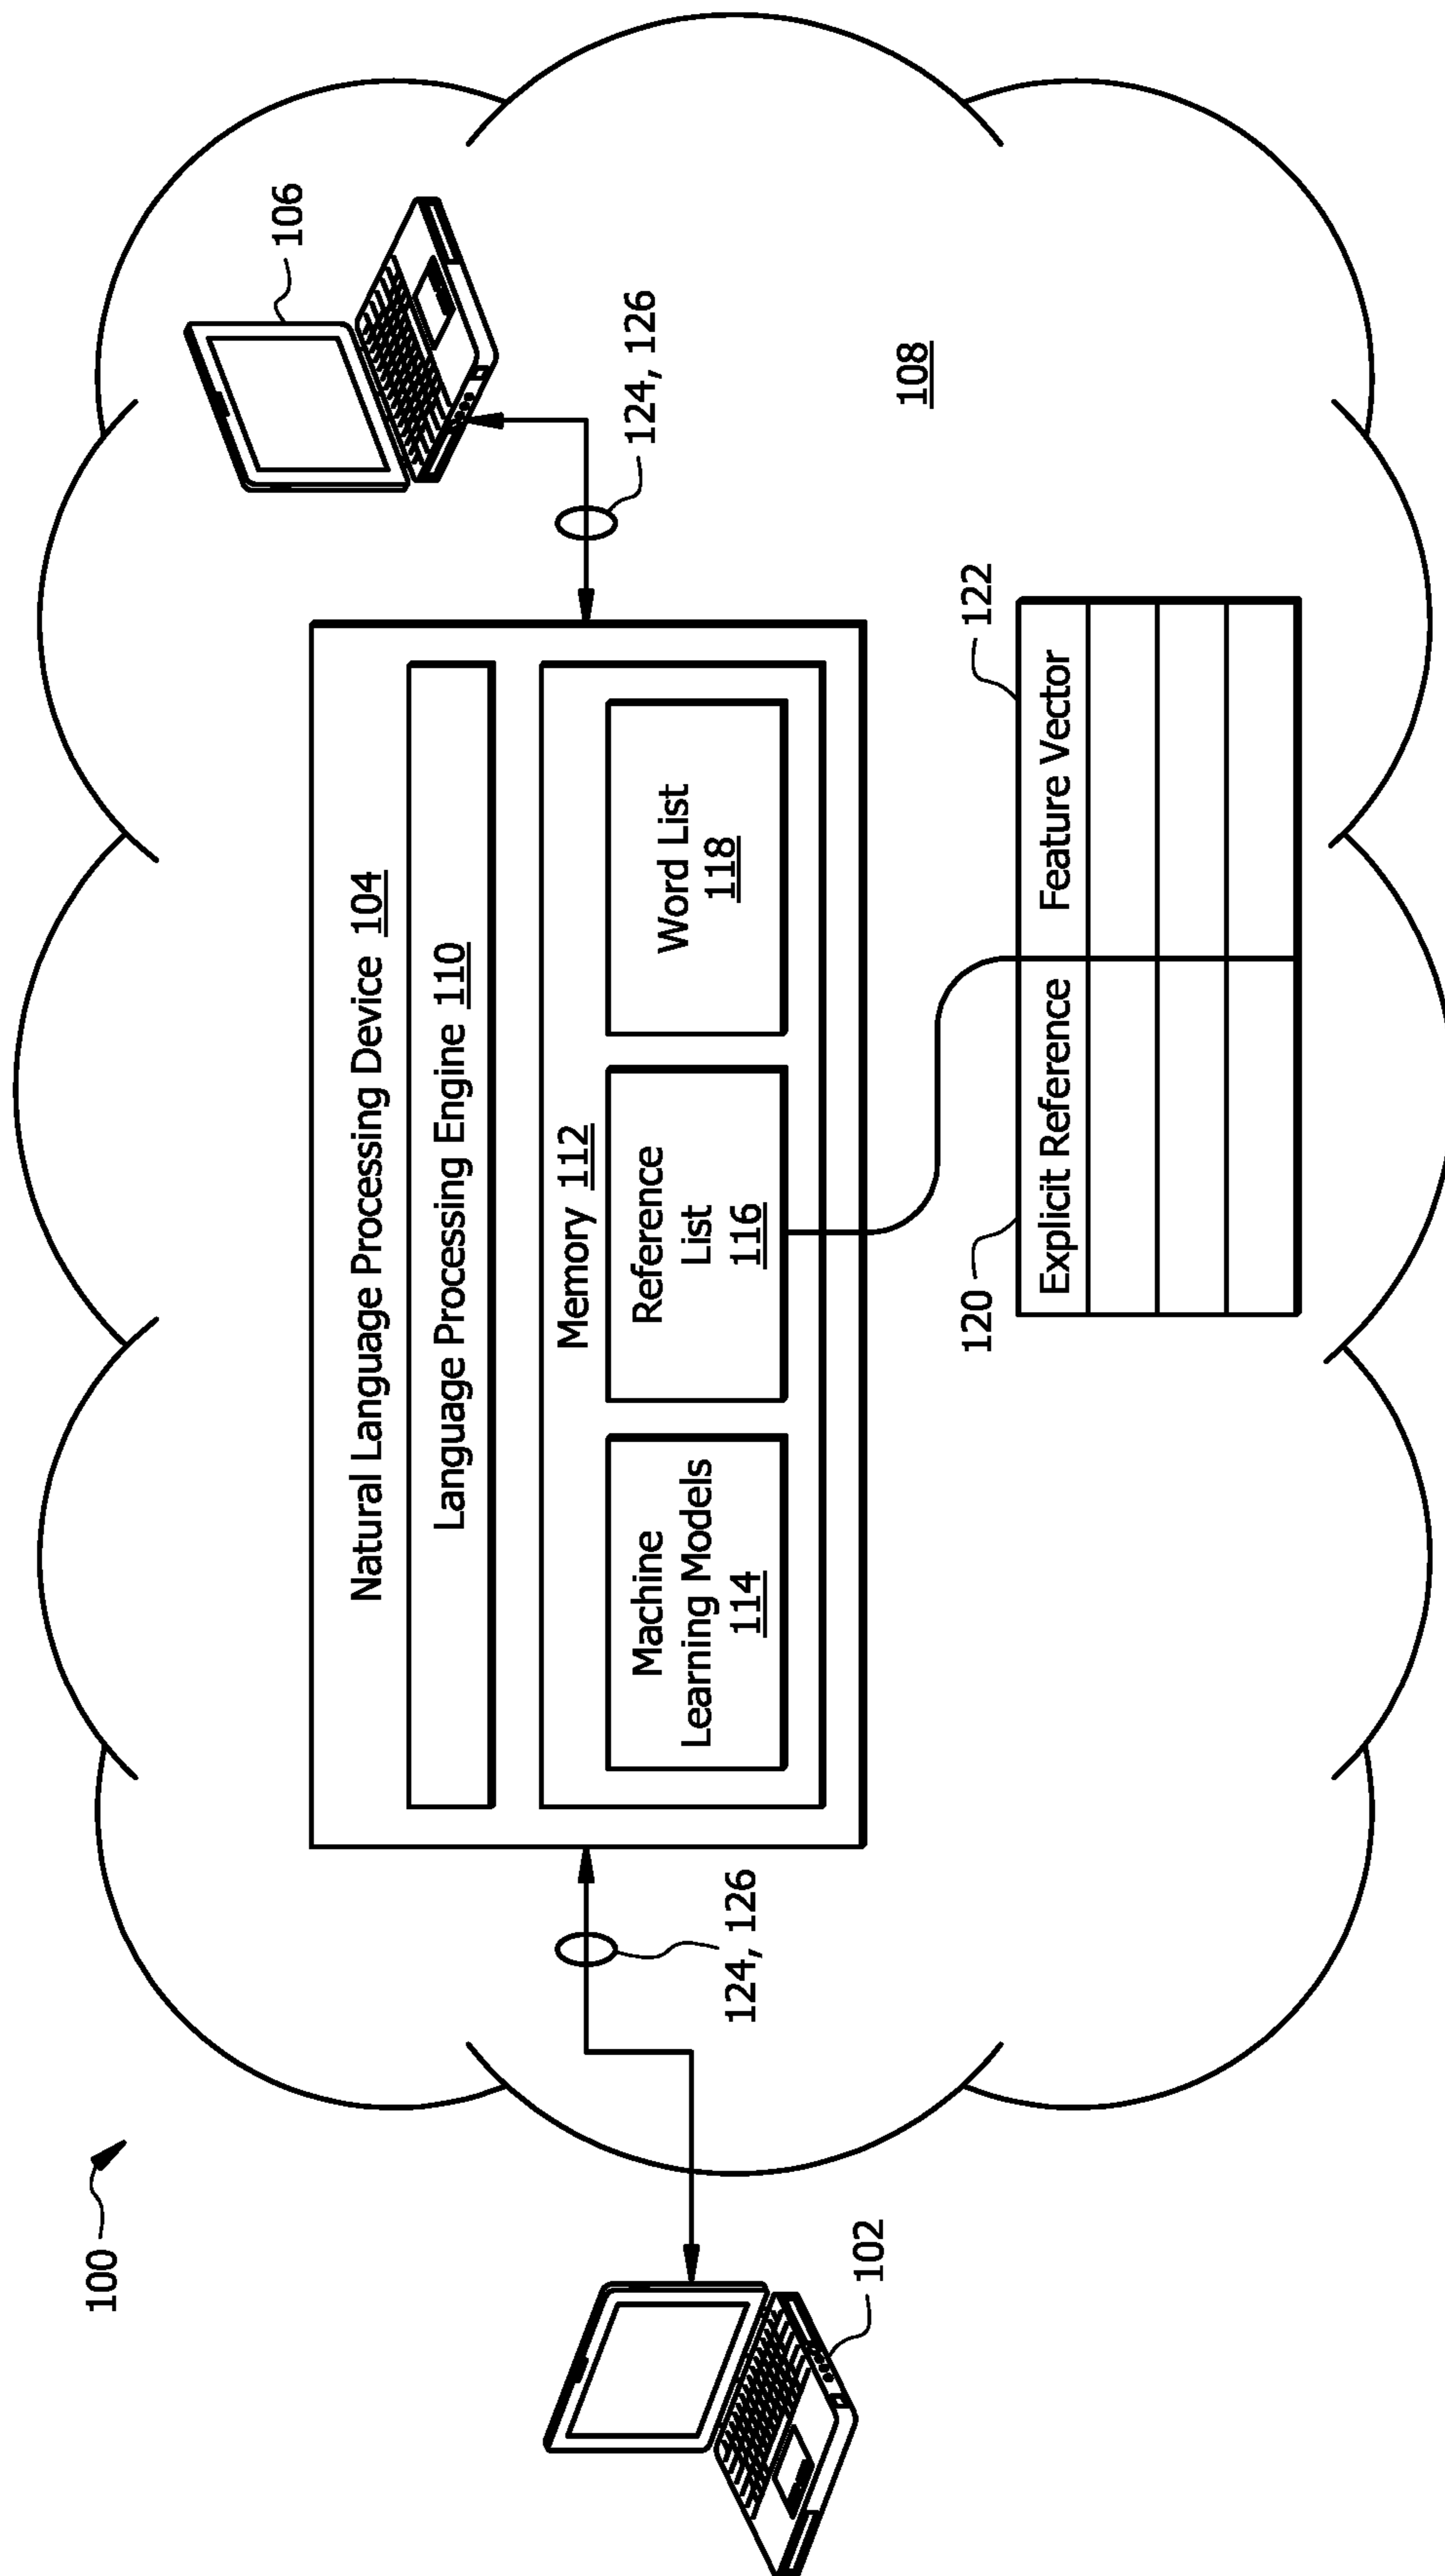 100
106
Natural Language Processing Device 104
Language Processing Engine 110
Memory 112
Machine
Learning Models
114
Reference
List
116
Word List
118
124, 126
124, 126
102
108
120
122
Explicit Reference
Feature Vector